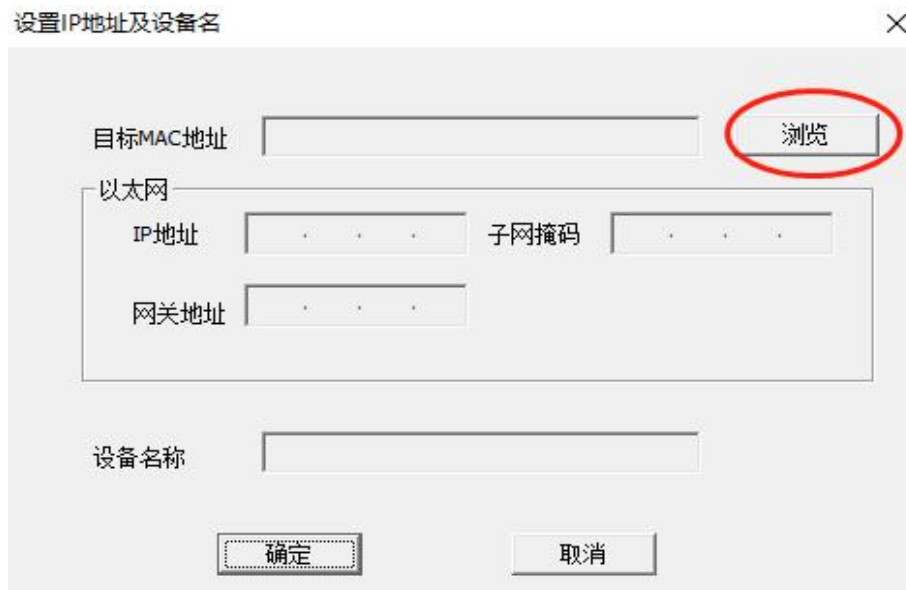 设置IP地址及设备名
目标MAC地址 浏览
以太网
IP地址 . . . 子网掩码 . . .
网关地址 . . .
设备名称
确定 取消